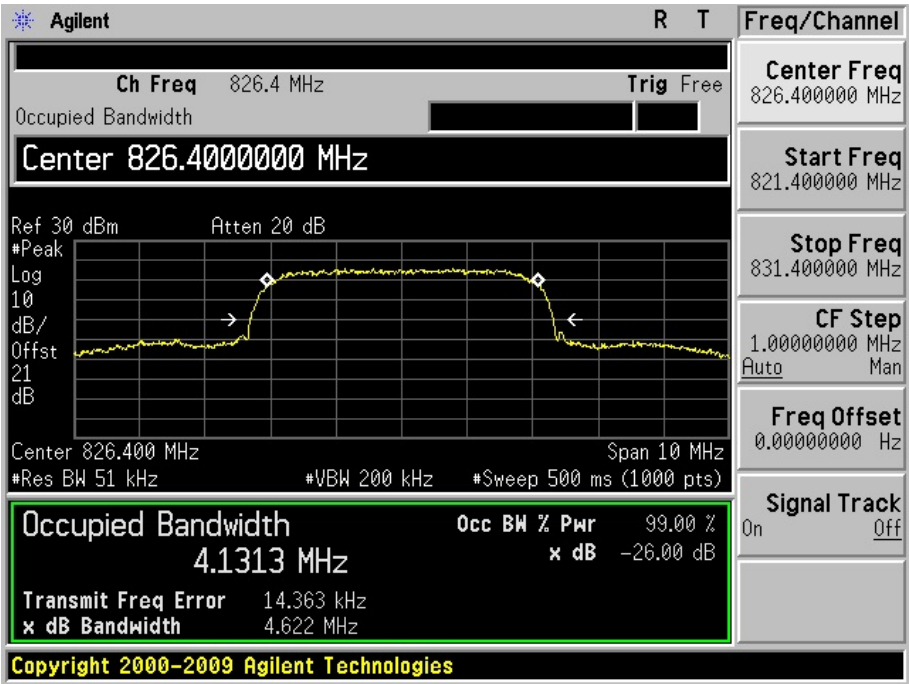 Agilent R T
Freq/Channel
Ch Freq 826.4 MHz Trig Free
Occupied Bandwidth
Center 826.4000000 MHz
Ref 30 dBm Atten 20 dB
#Peak
Log
10
dB/
Offst
21
dB
Center 826.400 MHz Span 10 MHz
#Res BW 51 kHz #VBW 200 kHz #Sweep 500 ms (1000 pts)
Occupied Bandwidth Occ BW % Pwr 99.00 %
4.1313 MHz x dB -26.00 dB
Transmit Freq Error 14.363 kHz
x dB Bandwidth 4.622 MHz
Center Freq
826.400000 MHz
Start Freq
821.400000 MHz
Stop Freq
831.400000 MHz
CF Step
1.00000000 MHz
Auto Man
Freq Offset
0.00000000 Hz
Signal Track
On Off
Copyright 2000-2009 Agilent Technologies